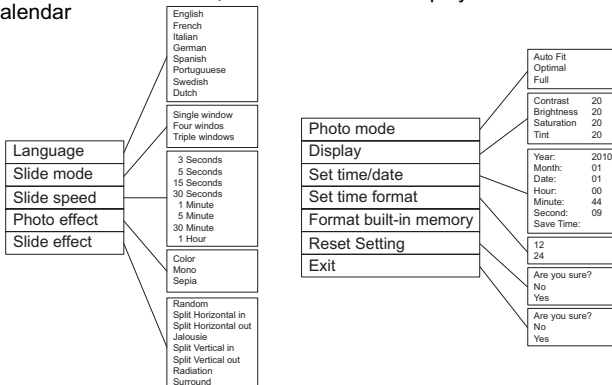 alendar
English
French
Italian
German
Spanish
Portuguuese
Swedish
Dutch
Single window
Four windos
Triple windows
Language
Slide mode
Slide speed
Photo effect
Slide effect
3 Seconds
5 Seconds
15 Seconds
30 Seconds
1 Minute
5 Minute
30 Minute
1 Hour
Color
Mono
Sepia
Random
Split Horizontal in
Split Horizontal out
Jalousie
Split Vertical in
Split Vertical out
Radiation
Surround
Auto Fit
Optimal
Full
Contrast 20
Brightness 20
Saturation 20
Tint 20
Photo mode
Display
Set time/date
Set time format
Format built-in memory
Reset Setting
Exit
Year: 2010
Month: 01
Date: 01
Hour: 00
Minute: 44
Second: 09
Save Time:
12
24
Are you sure?
No
Yes
Are you sure?
No
Yes